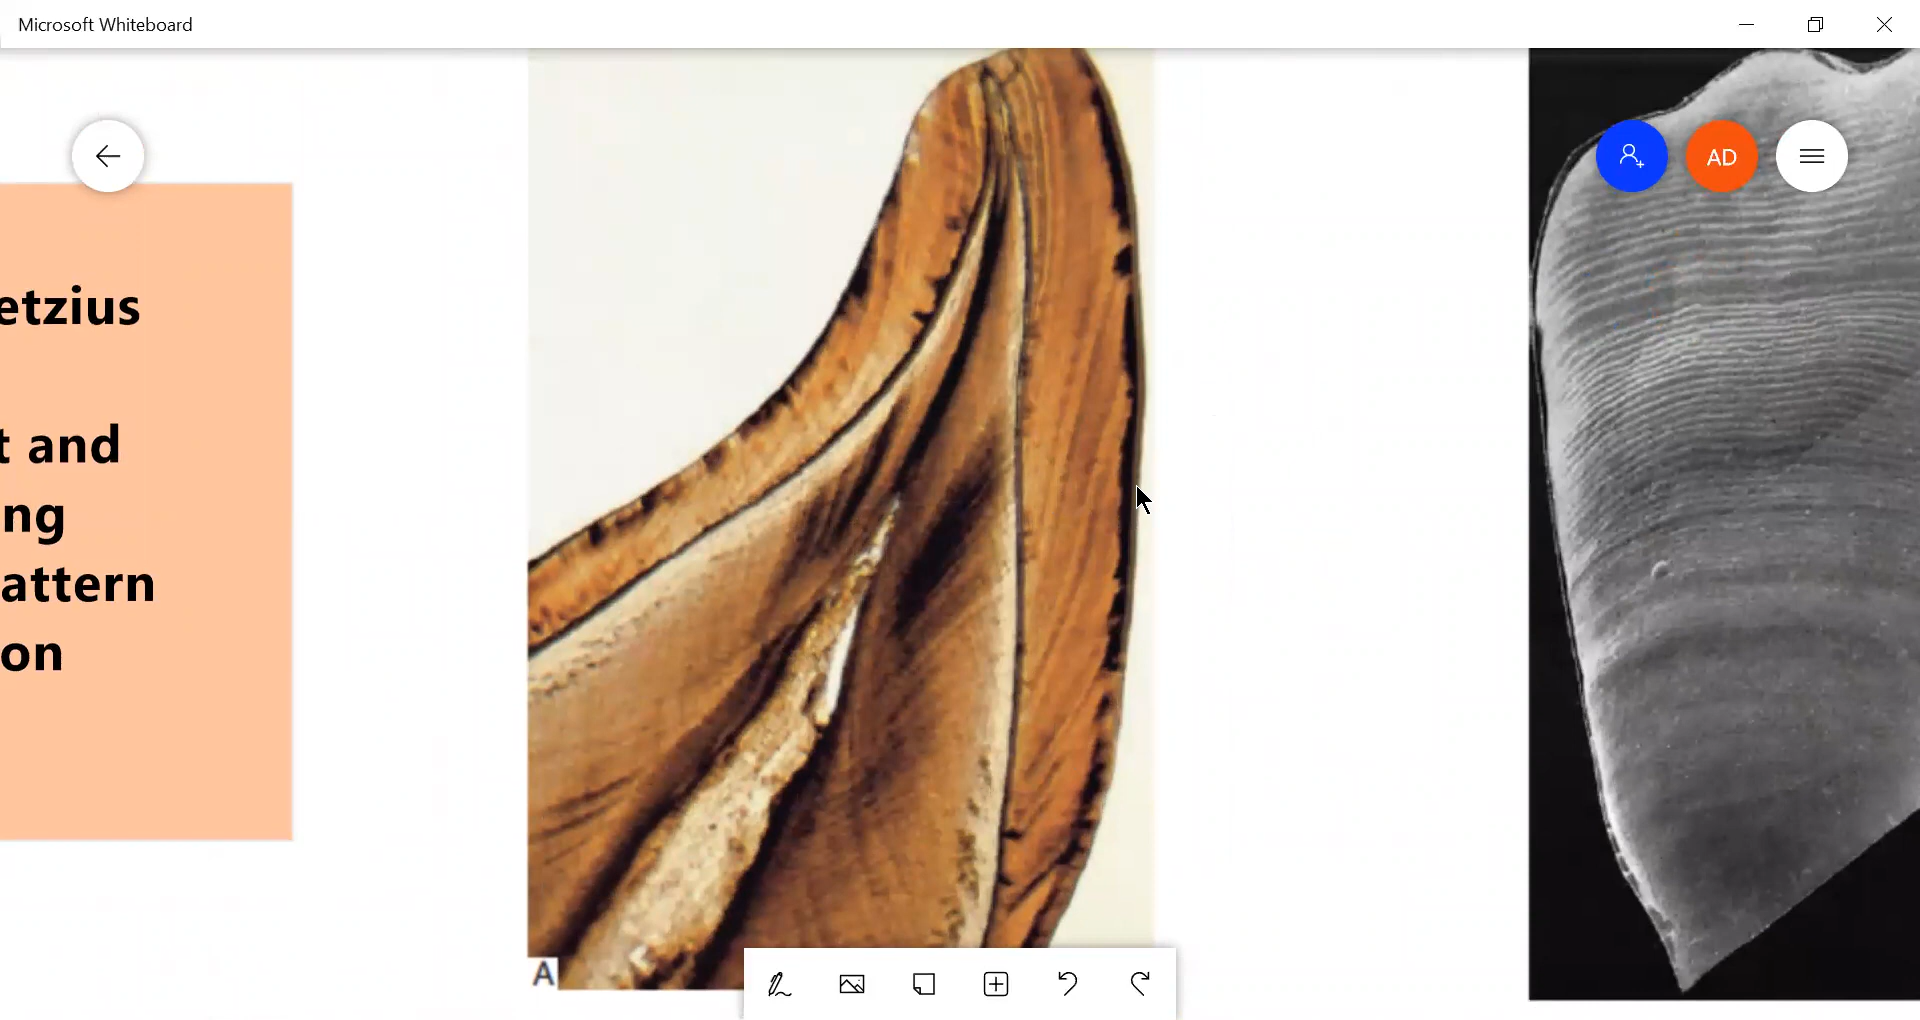 Microsoft Whiteboard
AD
etzius
t and
ng
attern
on
A